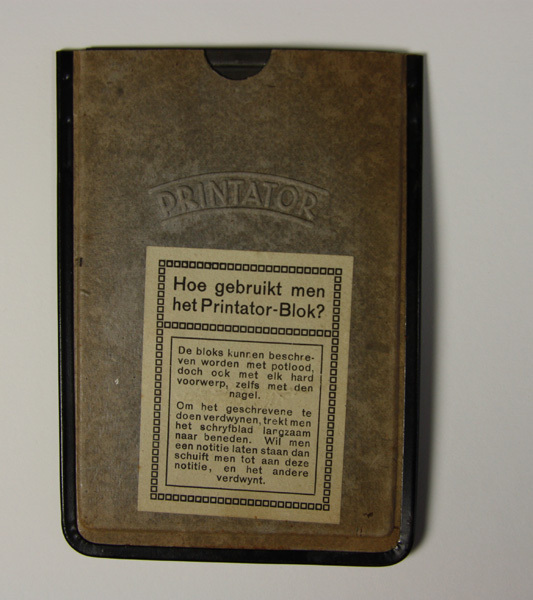 PRINTATOR
Hoe gebruikt men
het Printator-Blok?
De bloks kunnen beschre-
ven worden met potlood,
doch ook met elk hard
voorwerp, zelfs met den
nagel.
Om het geschrevene te
doen verdwynen, trekt men
het schryfblad langzaam
naar beneden. Wil men
een notitie laten staan dan
schuift men tot aan deze
notitie, en het andere
verdwynt.